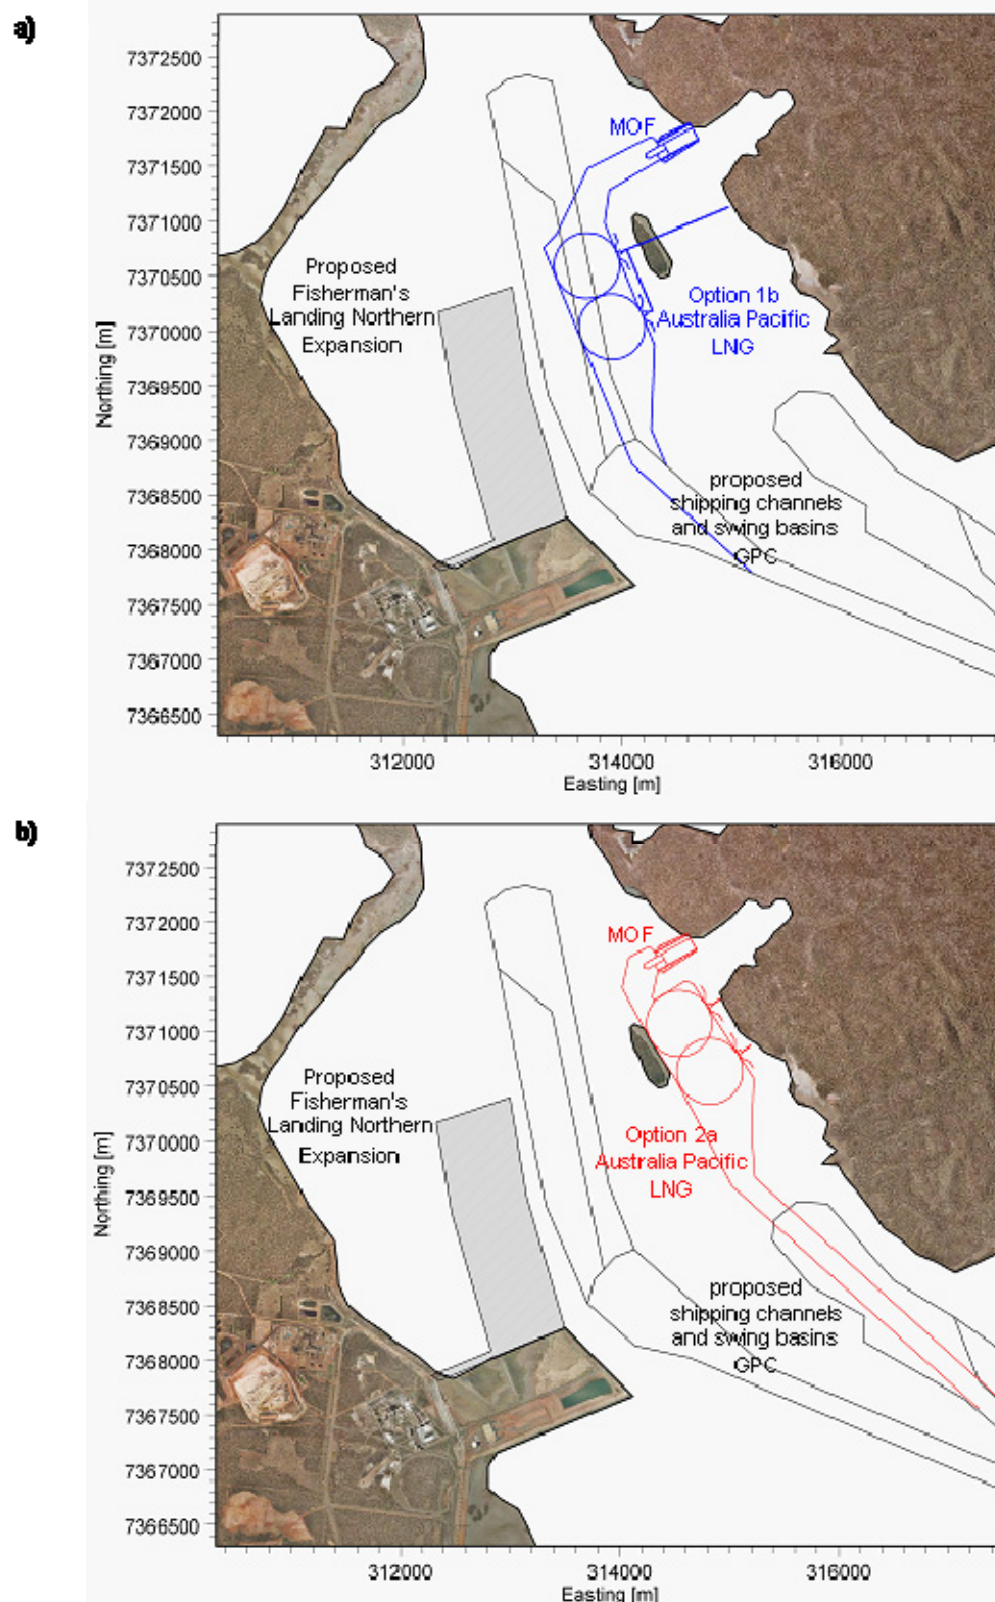 a)
7372500
7372000
MOF
7371500
7371000
Proposed
Fisherman's
Landing Northern
Expansion
7370500
Option 1b
Australia Pacific
LNG
7370000
7369500
Northing [m]
7369000
proposed
shipping channels
and swing basins
GPC
7368500
7368000
7367500
7367000
7366500
312000
314000
316000
Easting [m]
b)
7372500
7372000
MOF
7371500
7371000
Proposed
Fisherman's
Landing Northern
Expansion
7370500
7370000
Option 2a
Australia Pacific
LNG
7369500
Northing [m]
7369000
proposed
shipping channels
and swing basins
GPC
7368500
7368000
7367500
7367000
7366500
312000
314000
316000
Easting [m]